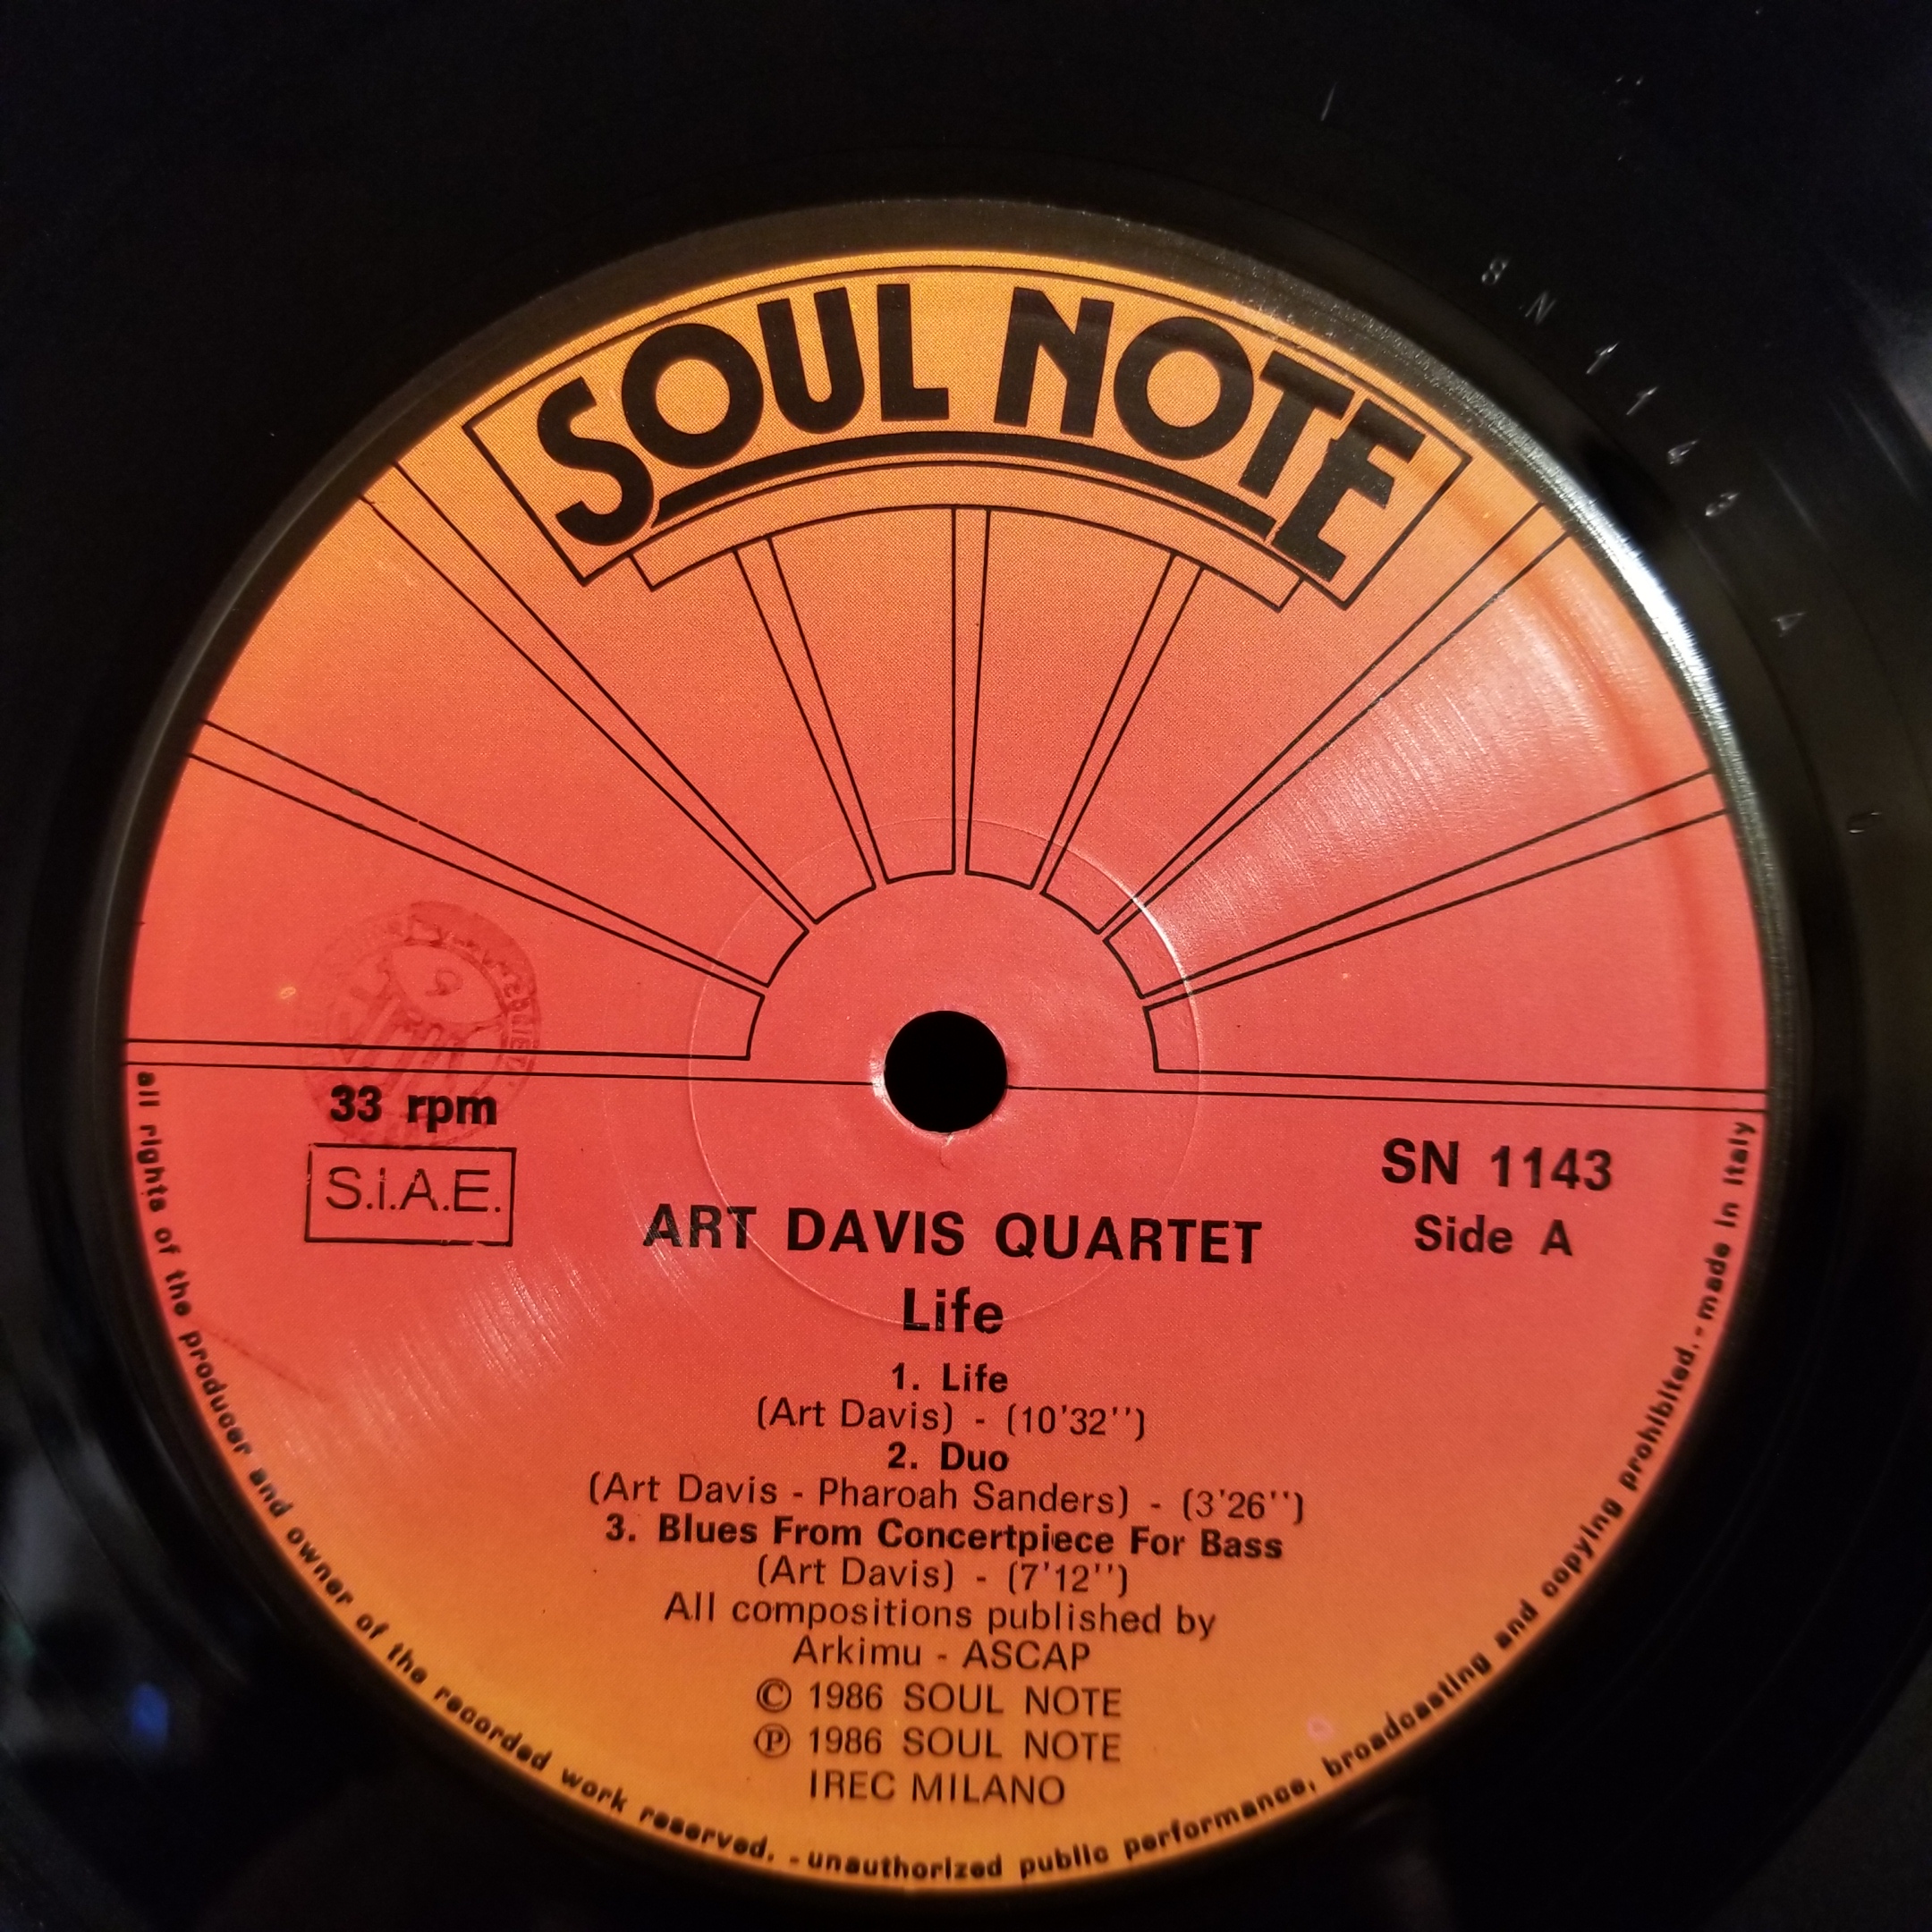 SOUL NOTE
33 rpm
S.I.A.E.
SN 1143
Side A
ART DAVIS QUARTET
Life
1. Life
(Art Davis) - (10'32'')
2. Duo
(Art Davis - Pharoah Sanders) - (3'26'')
3. Blues From Concertpiece For Bass
(Art Davis) - (7'12'')
All compositions published by
Arkimu - ASCAP
© 1986 SOUL NOTE
℗ 1986 SOUL NOTE
IREC MILANO
all rights of the producer and owner of the recorded work reserved. - unauthorized public performance, broadcasting and copying prohibited. - made in Italy